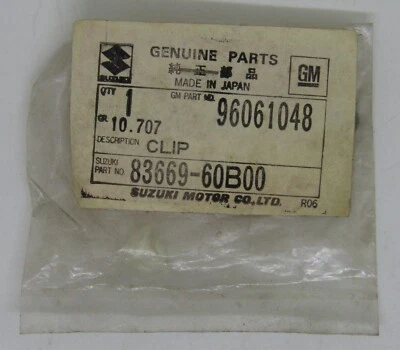 GENUINE PARTS
SUZUKI 純正部品 GM
MADE IN JAPAN
QTY 1 GM PART NO. 96061048
GR 10.707
DESCRIPTION CLIP
SUZUKI PART NO 83669-60B00
SUZUKI MOTOR CO.,LTD. R06